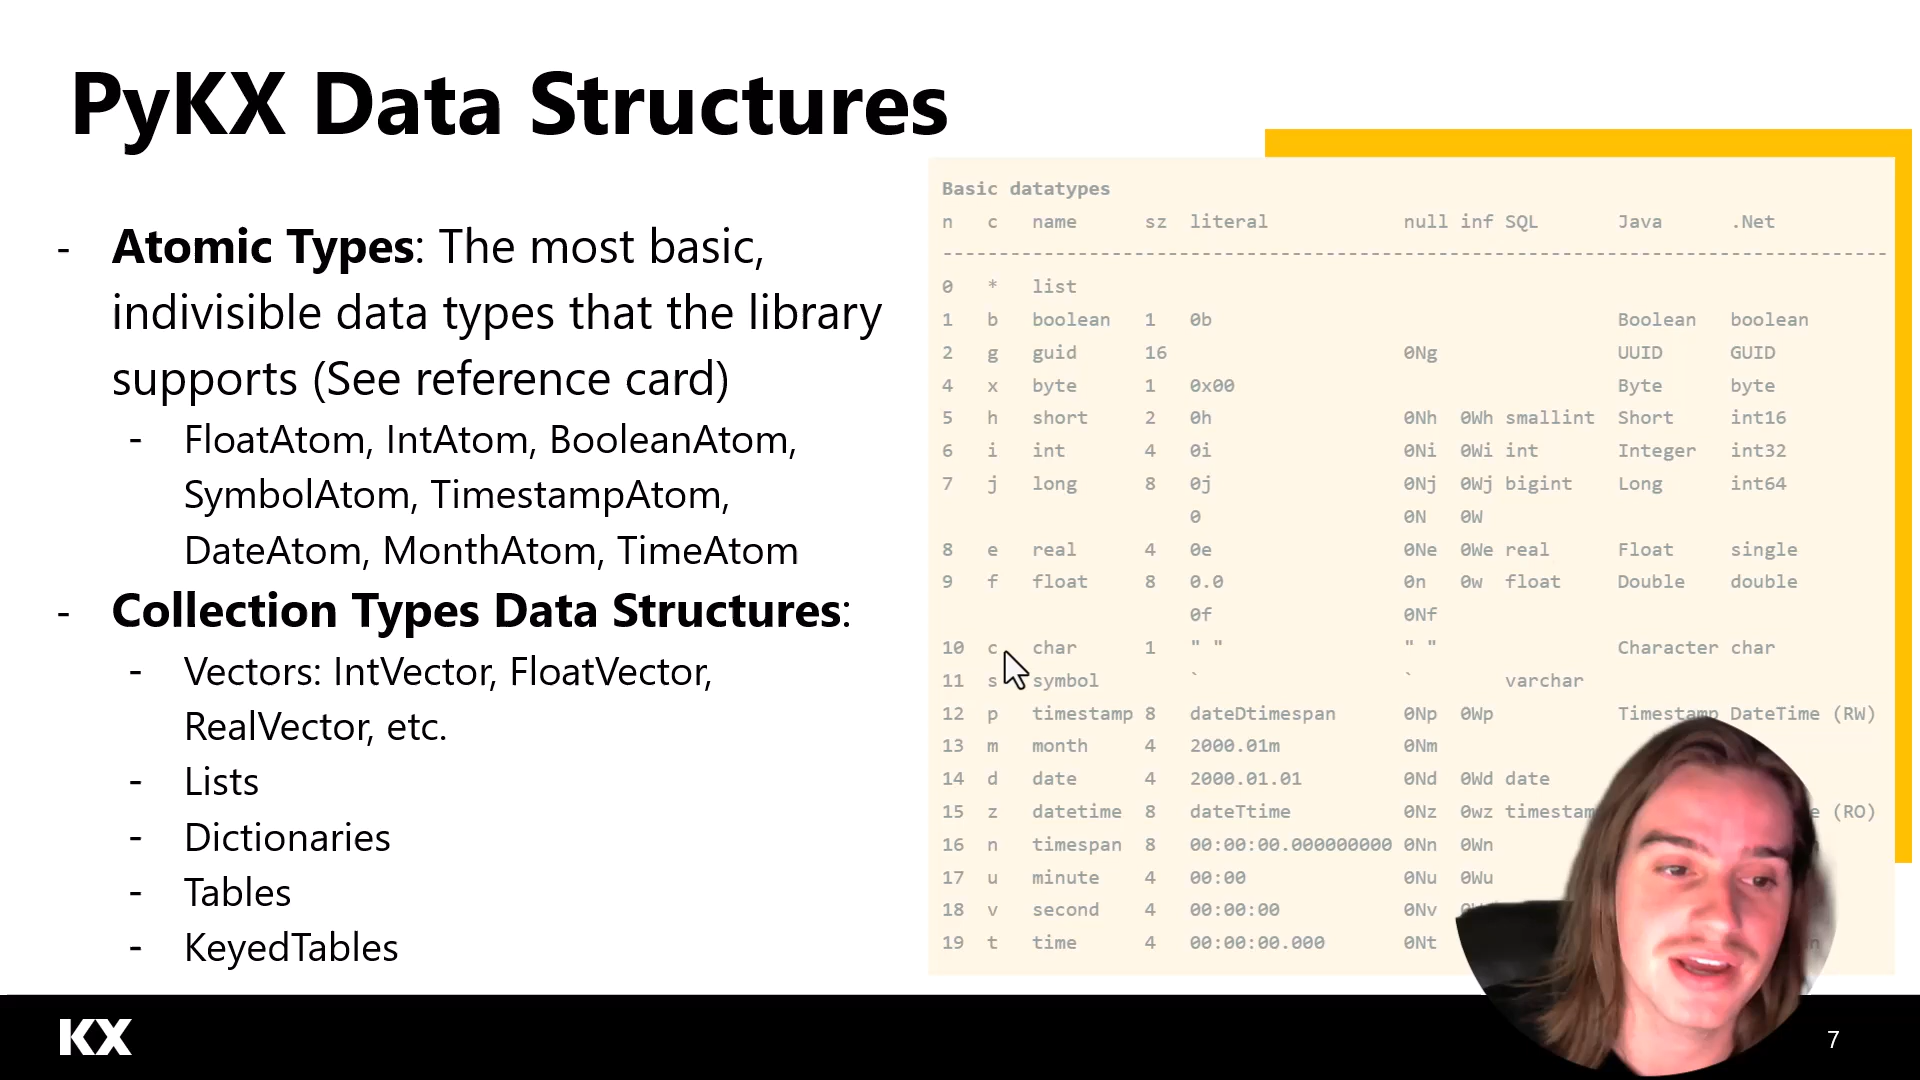 PyKX Data Structures
- Atomic Types: The most basic,
indivisible data types that the library
supports (See reference card)
- FloatAtom, IntAtom, BooleanAtom,
SymbolAtom, TimestampAtom,
DateAtom, MonthAtom, TimeAtom
- Collection Types Data Structures:
- Vectors: IntVector, FloatVector,
RealVector, etc.
- Lists
- Dictionaries
- Tables
- KeyedTables
Basic datatypes
n c name sz literal null inf SQL Java .Net
--------------------------------------------------------------------------------
0 * list
1 b boolean 1 0b Boolean boolean
2 g guid 16 0Ng UUID GUID
4 x byte 1 0x00 Byte byte
5 h short 2 0h 0Nh 0Wh smallint Short int16
6 i int 4 0i 0Ni 0Wi int Integer int32
7 j long 8 0j 0Nj 0Wj bigint Long int64
0 0N 0W
8 e real 4 0e 0Ne 0We real Float single
9 f float 8 0.0 0n 0w float Double double
0f 0Nf
10 c char 1 " " " " Character char
11 s symbol ` ` varchar
12 p timestamp 8 dateDtimespan 0Np 0Wp Timestamp DateTime (RW)
13 m month 4 2000.01m 0Nm
14 d date 4 2000.01.01 0Nd 0Wd date
15 z datetime 8 dateTtime 0Nz 0wz timestam (RO)
16 n timespan 8 00:00:00.000000000 0Nn 0Wn
17 u minute 4 00:00 0Nu 0Wu
18 v second 4 00:00:00 0Nv
19 t time 4 00:00:00.000 0Nt
KX
7